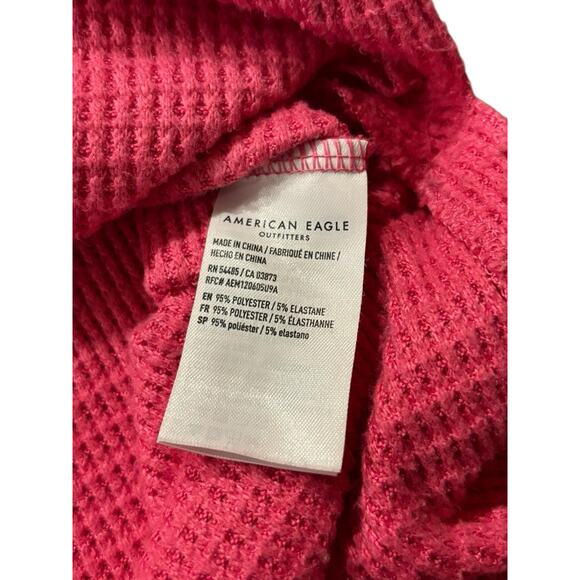 AMERICAN EAGLE
OUTFITTERS
MADE IN CHINA / FABRIQUÉ EN CHINE /
HECHO EN CHINA
RN 54485 / CA 03873
RFC# AEM120605U9A
EN 95% POLYESTER / 5% ELASTANE
FR 95% POLYESTER / 5% ÉLASTHANNE
SP 95% poliéster / 5% elastano